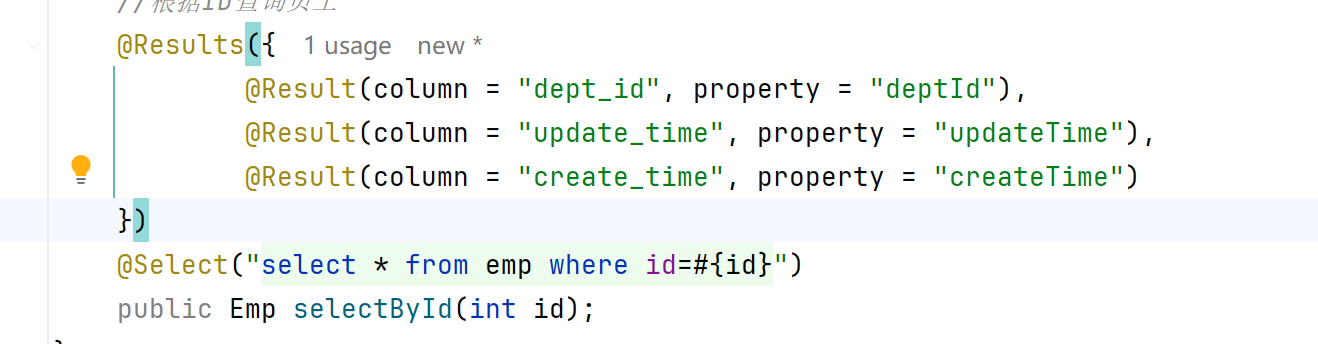 //根据ID查询员工
@Results({ 1 usage new *
@Result(column = "dept_id", property = "deptId"),
@Result(column = "update_time", property = "updateTime"),
@Result(column = "create_time", property = "createTime")
})
@Select("select * from emp where id=#{id}")
public Emp selectById(int id);